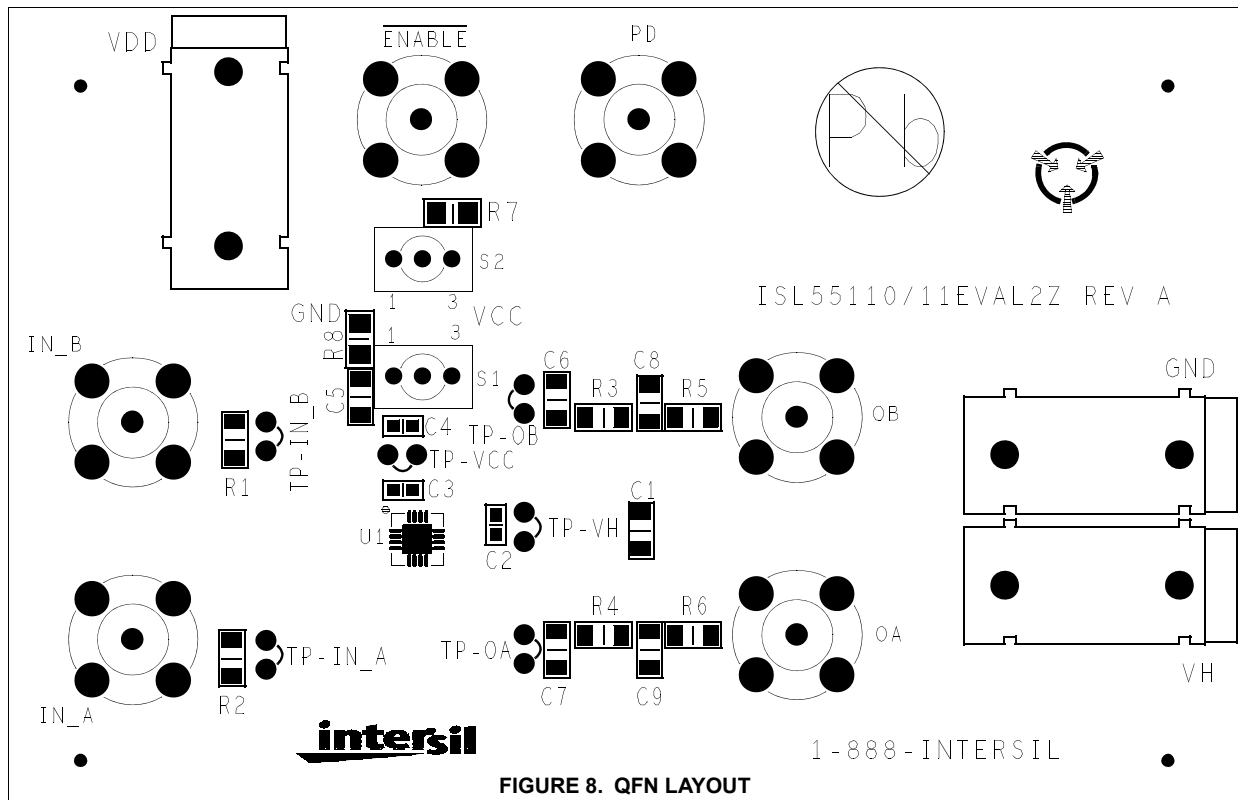 VDD
ENABLE
PD
R7
S2
1 3
GND
VCC
ISL55110/11EVAL2Z REV A
R8
1 3
S1
IN_B
C5
C4
C6
C8
R3
R5
GND
OB
TP-IN_B
TP-OB
TP-VCC
R1
C3
C1
U1
TP-VH
C2
R4
R6
TP-IN_A
TP-OA
OA
VH
R2
C7
C9
IN_A
intersil
1-888-INTERSIL
FIGURE 8. QFN LAYOUT